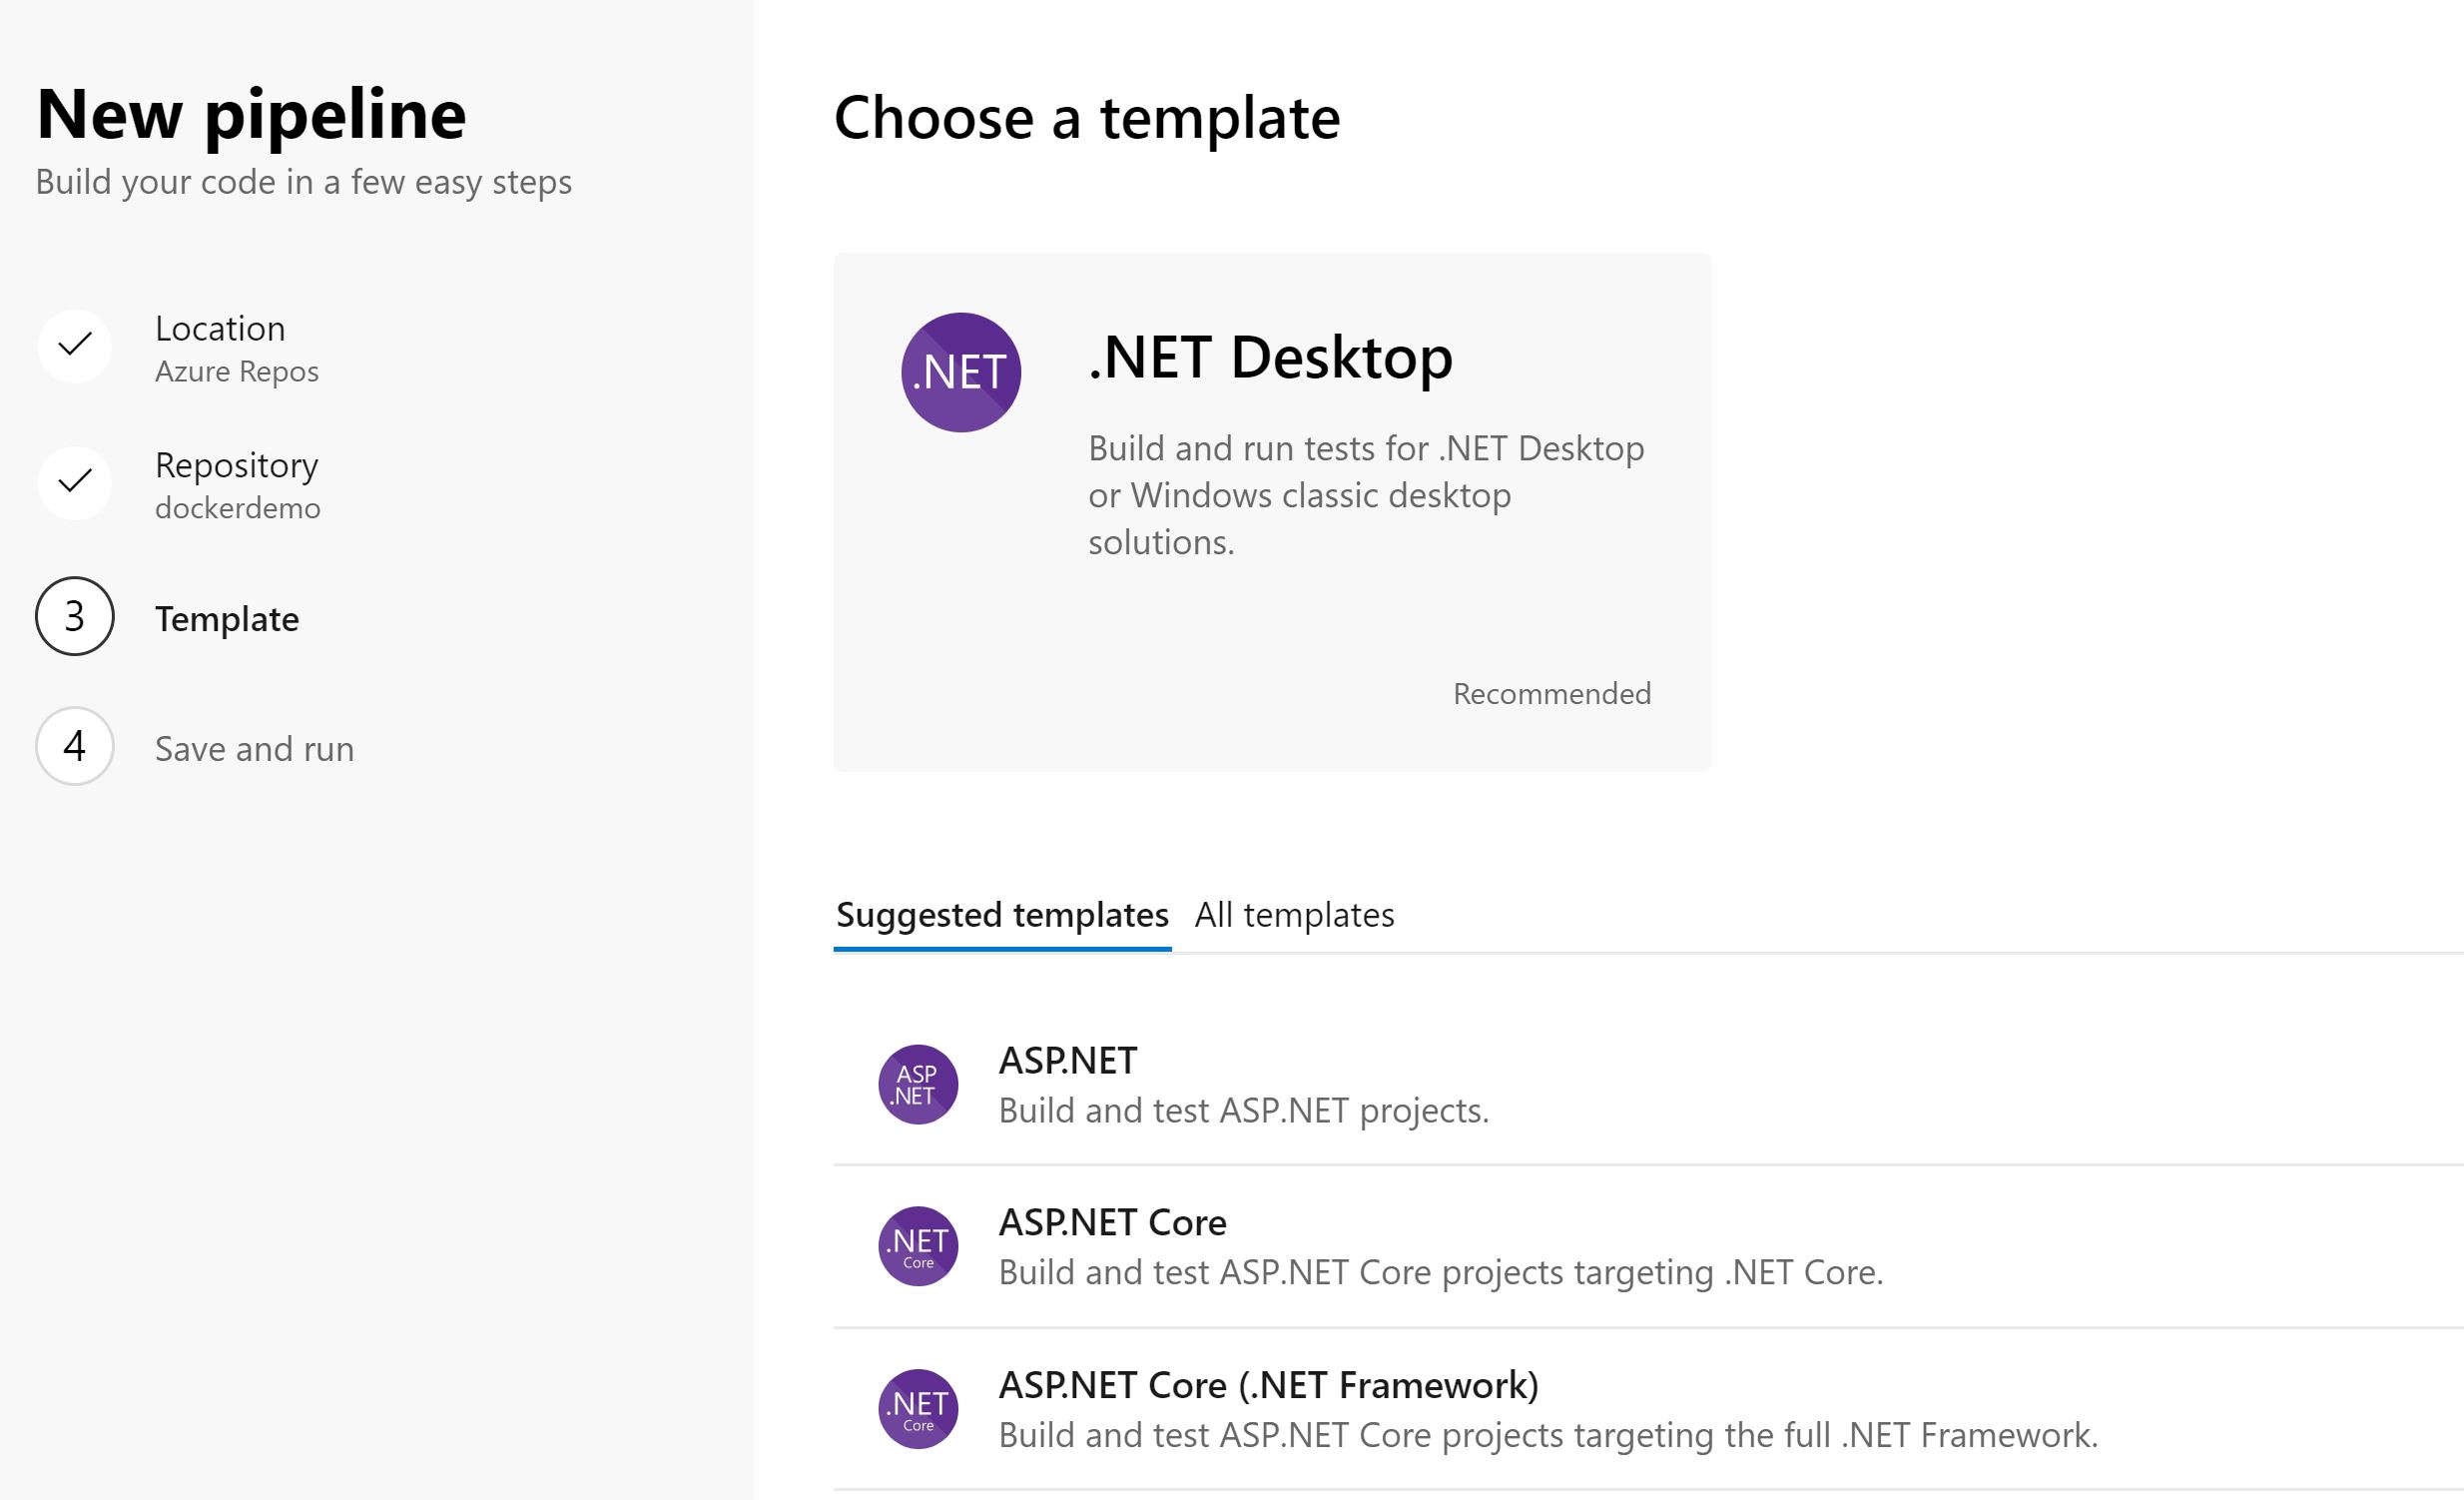 New pipeline
Build your code in a few easy steps
Location
Azure Repos
Repository
dockerdemo
3
Template
4
Save and run
Choose a template
.NET
.NET Desktop
Build and run tests for .NET Desktop
or Windows classic desktop
solutions.
Recommended
Suggested templates
All templates
ASP
.NET
ASP.NET
Build and test ASP.NET projects.
.NET
Core
ASP.NET Core
Build and test ASP.NET Core projects targeting .NET Core.
.NET
Core
ASP.NET Core (.NET Framework)
Build and test ASP.NET Core projects targeting the full .NET Framework.